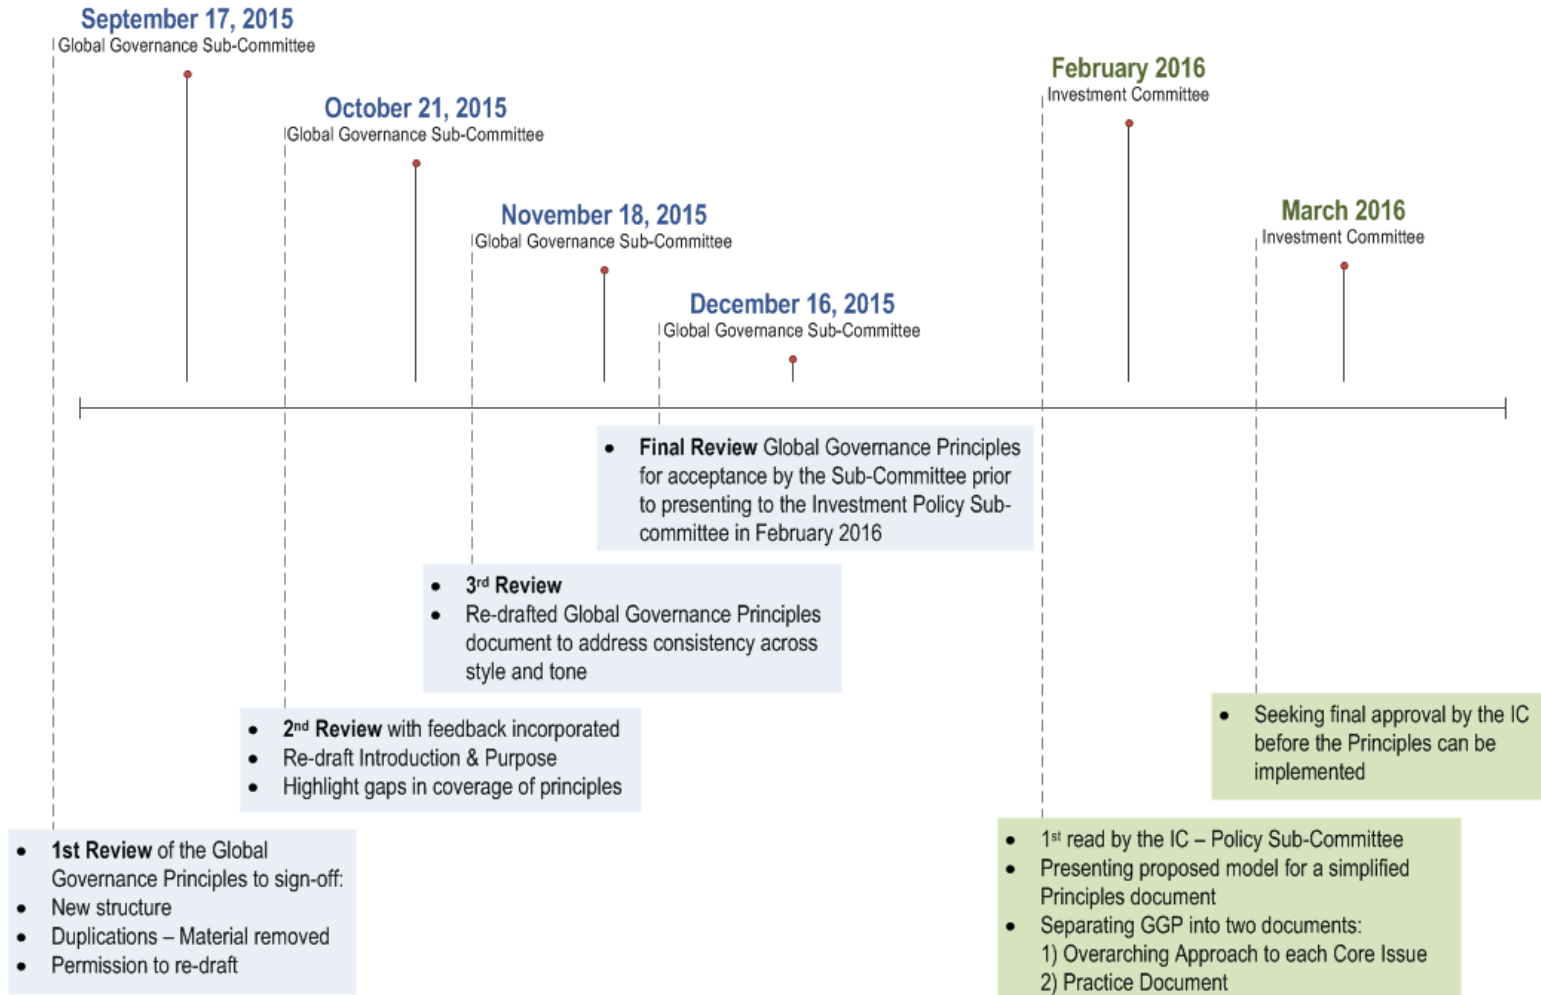 September 17, 2015
Global Governance Sub-Committee
October 21, 2015
Global Governance Sub-Committee
November 18, 2015
Global Governance Sub-Committee
December 16, 2015
Global Governance Sub-Committee
February 2016
Investment Committee
March 2016
Investment Committee
• Final Review Global Governance Principles
for acceptance by the Sub-Committee prior
to presenting to the Investment Policy Sub-
committee in February 2016
• 3rd Review
• Re-drafted Global Governance Principles
document to address consistency across
style and tone
• 2nd Review with feedback incorporated
• Re-draft Introduction & Purpose
• Highlight gaps in coverage of principles
• 1st Review of the Global
Governance Principles to sign-off:
• New structure
• Duplications – Material removed
• Permission to re-draft
• Seeking final approval by the IC
before the Principles can be
implemented
• 1st read by the IC – Policy Sub-Committee
• Presenting proposed model for a simplified
Principles document
• Separating GGP into two documents:
1) Overarching Approach to each Core Issue
2) Practice Document